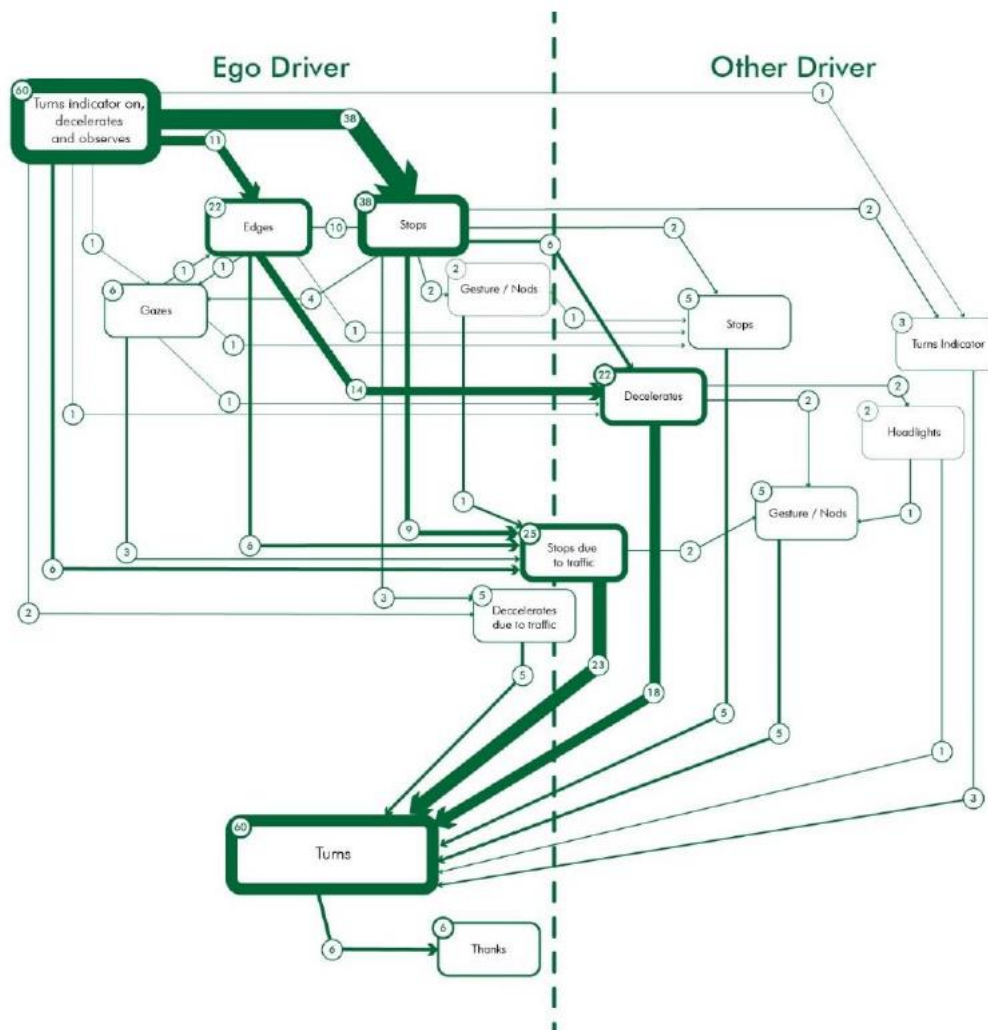 Ego Driver
Other Driver
60
Turns indicator on,
decelerates
and observes
1
38
11
22
Edges
10
38
Stops
2
2
6
1
1
1
6
Gazes
4
2
2
Gesture / Nods
1
5
Stops
3
Turns Indicator
1
1
14
22
Decelerates
2
2
1
1
2
Headlights
5
Gesture / Nods
1
1
9
25
Stops due
to traffic
2
6
3
6
2
3
5
Deccelerates
due to traffic
5
23
18
5
5
1
3
60
Turns
6
6
Thanks